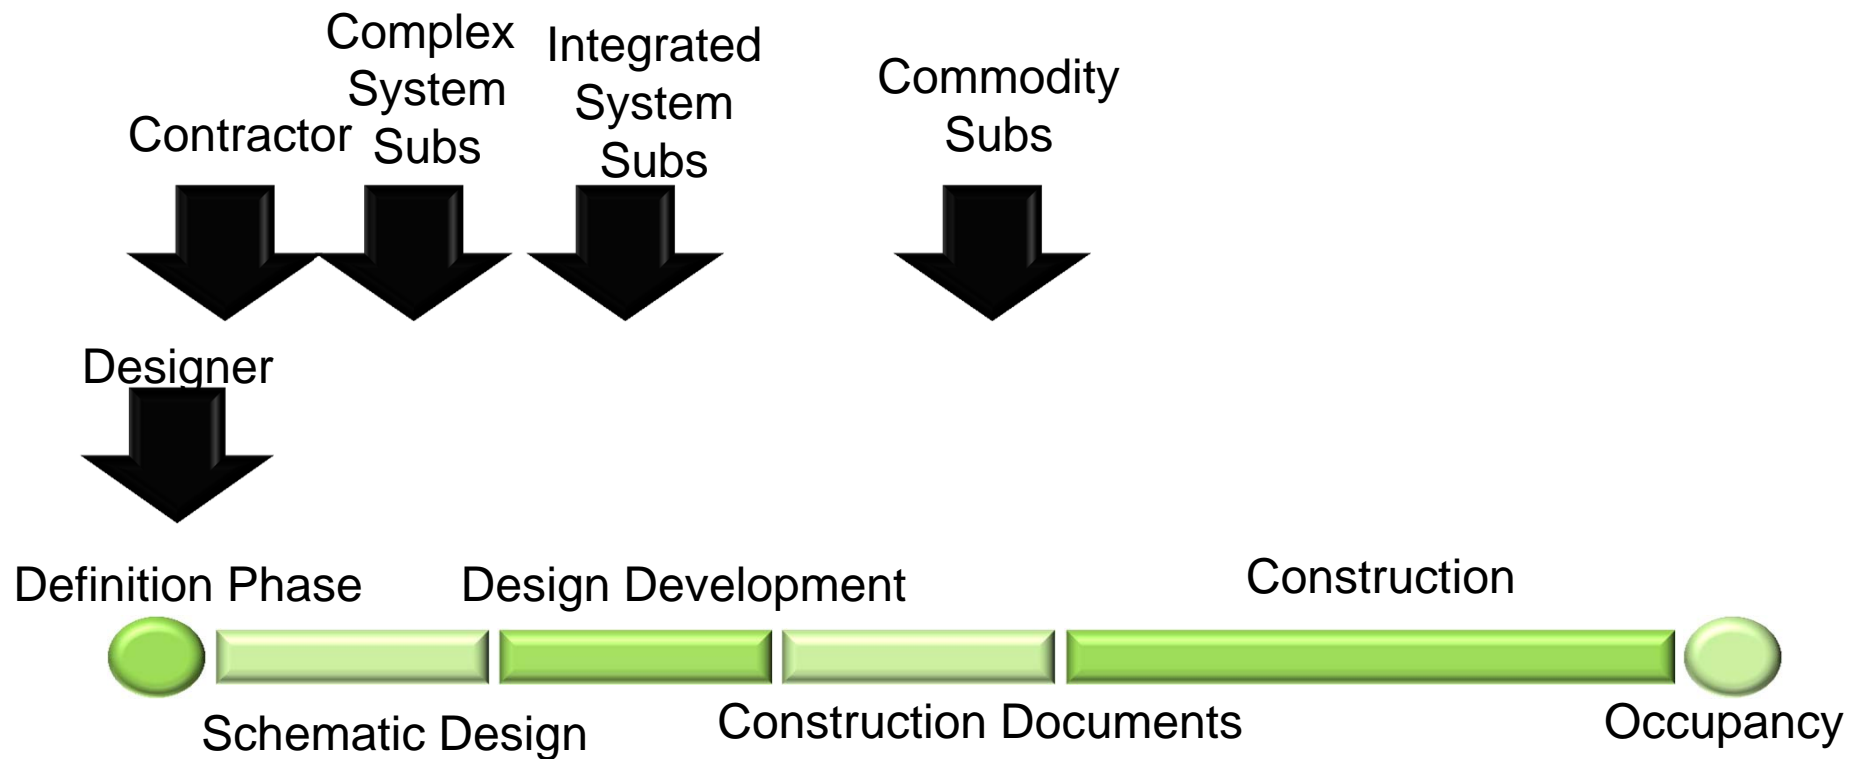 Contractor
Complex
System
Subs
Integrated
System
Subs
Commodity
Subs
Designer
Definition Phase
Design Development
Construction
Schematic Design
Construction Documents
Occupancy